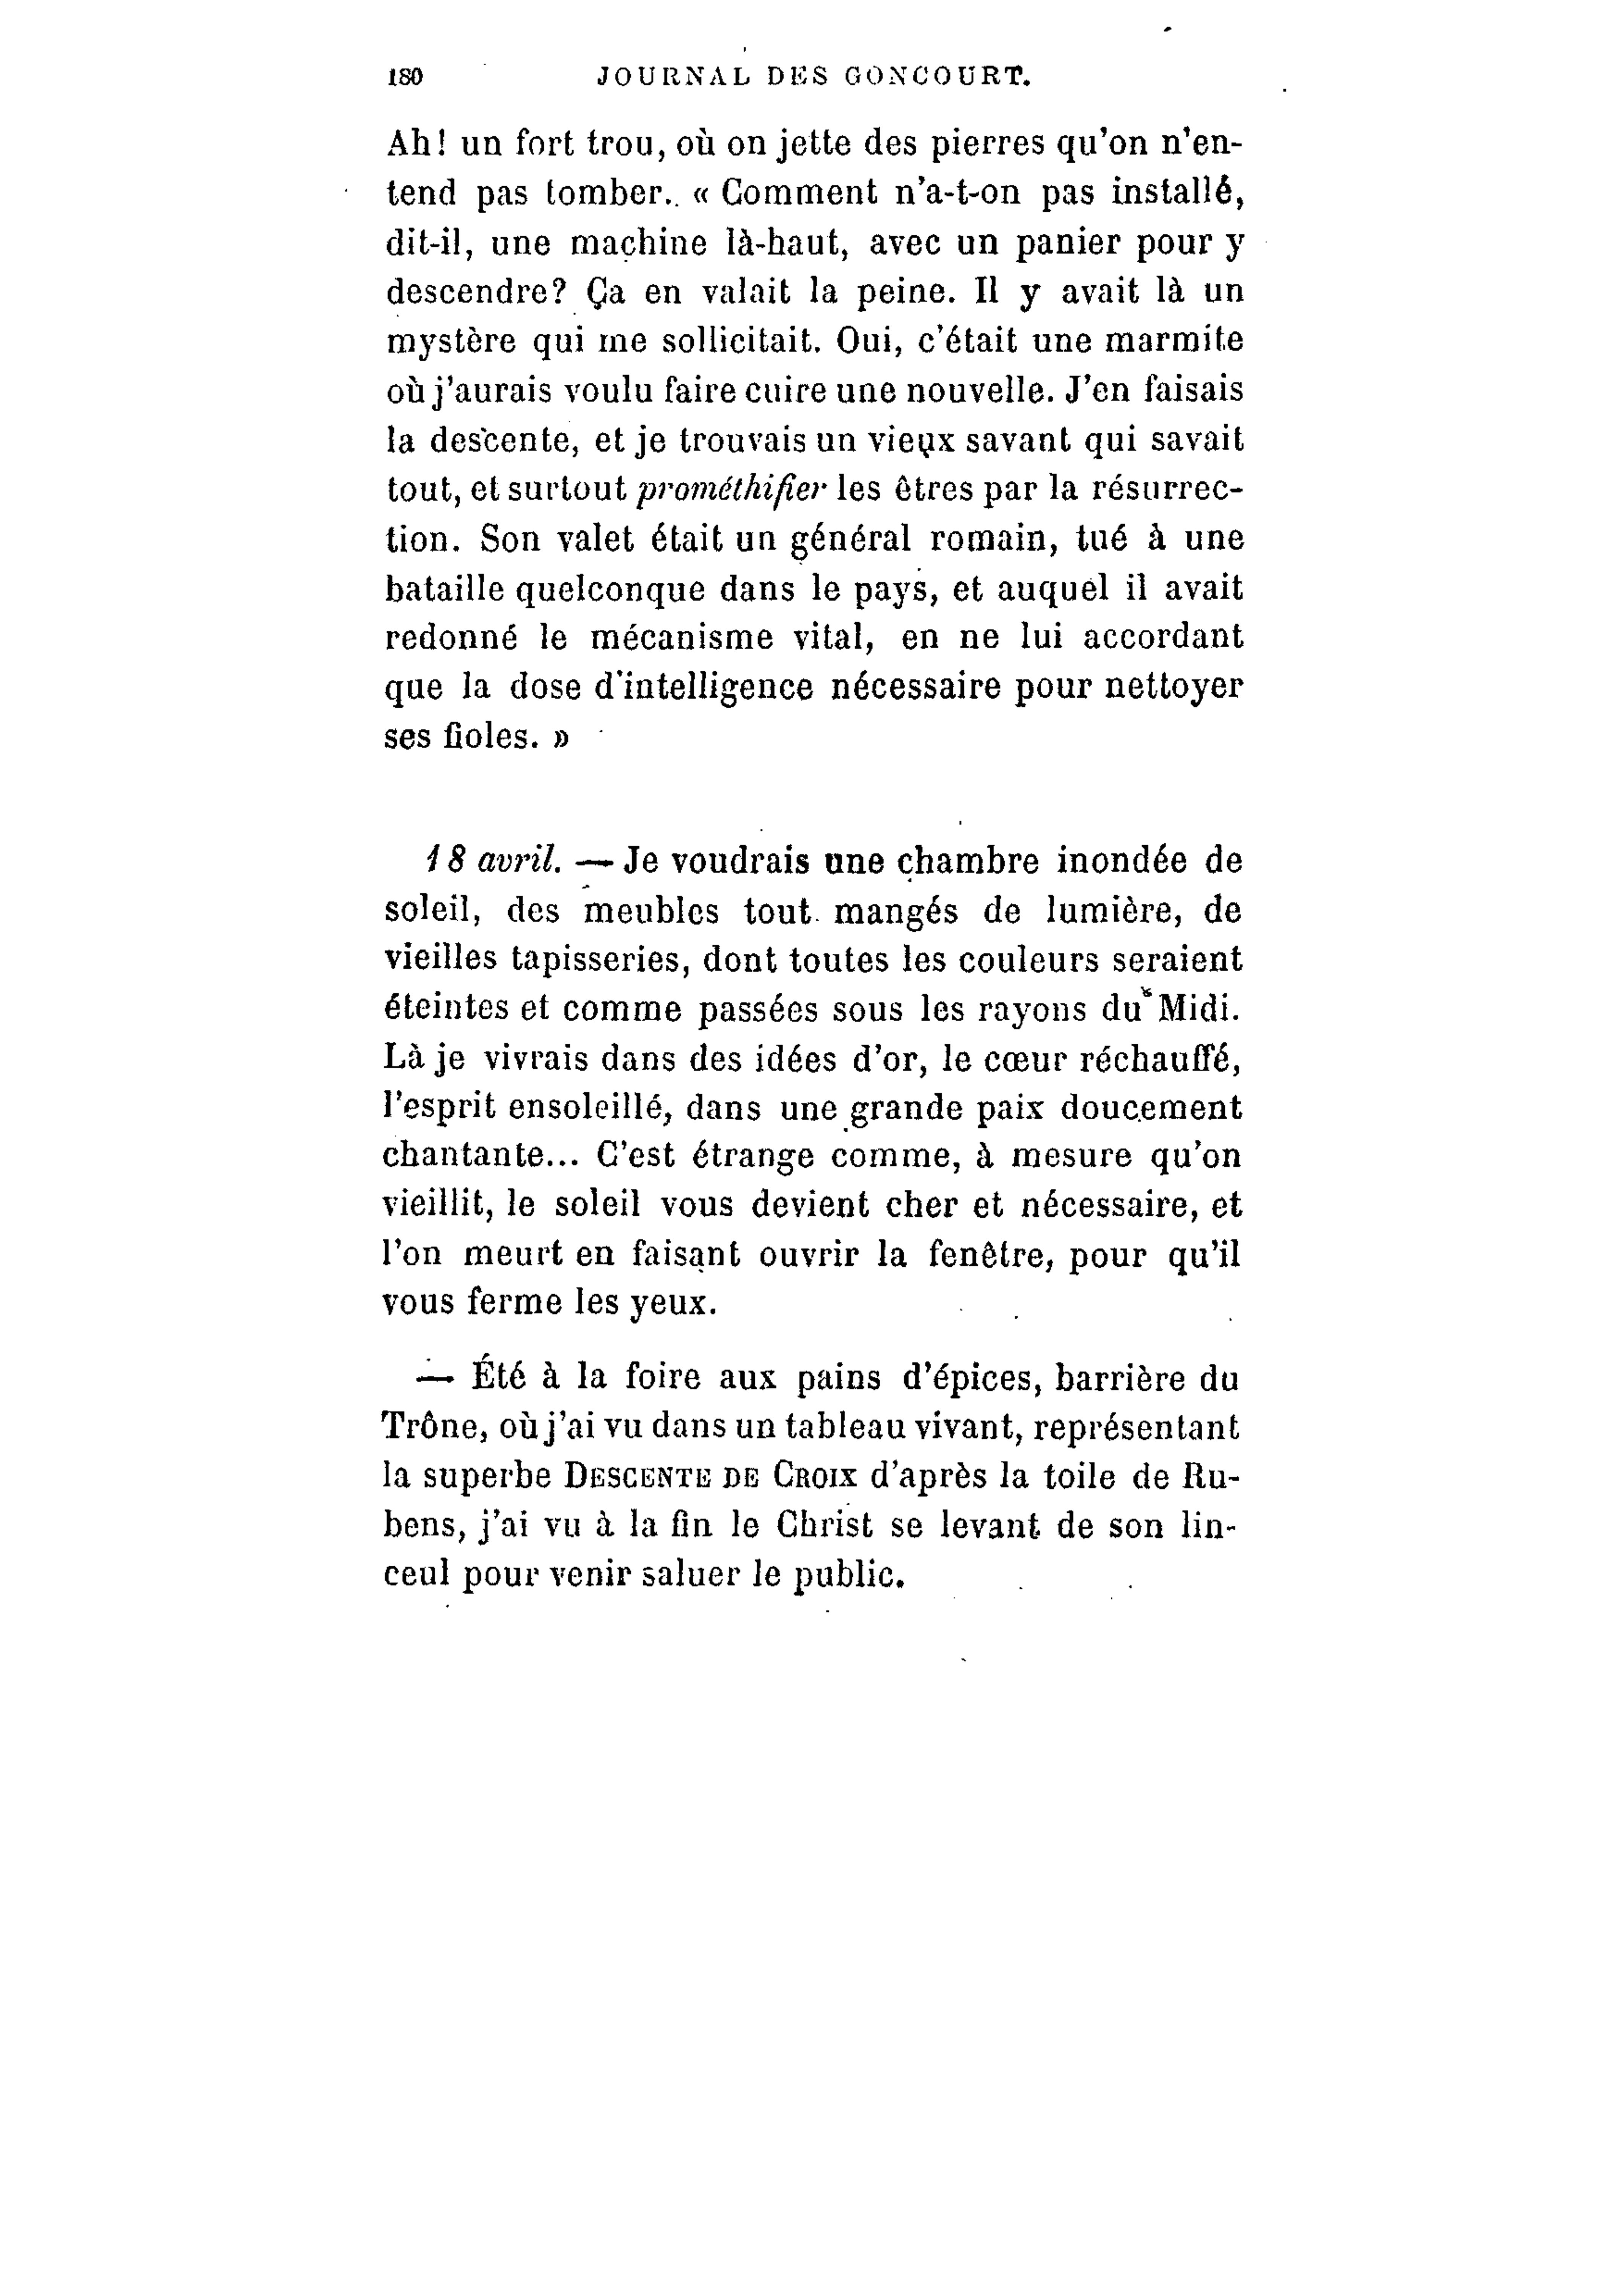 180 JOURNAL DES GONCOURT.
Ah! un fort trou, où on jette des pierres qu'on n'en-
tend pas tomber.. « Comment n'a-t-on pas installé,
dit-il, une machine là-haut, avec un panier pour y
descendre? Ça en valait la peine. Il y avait là un
mystère qui me sollicitait. Oui, c'était une marmite
où j'aurais voulu faire cuire une nouvelle. J'en faisais
la descente, et je trouvais un vieux savant qui savait
tout, et surtout prométhifier les êtres par la résurrec-
tion. Son valet était un général romain, tué à une
bataille quelconque dans le pays, et auquel il avait
redonné le mécanisme vital, en ne lui accordant
que la dose d'intelligence nécessaire pour nettoyer
ses fioles. »
18 avril. — Je voudrais une chambre inondée de
soleil, des meubles tout mangés de lumière, de
vieilles tapisseries, dont toutes les couleurs seraient
éteintes et comme passées sous les rayons du Midi.
Là je vivrais dans des idées d'or, le cœur réchauffé,
l'esprit ensoleillé, dans une grande paix doucement
chantante... C'est étrange comme, à mesure qu'on
vieillit, le soleil vous devient cher et nécessaire, et
l'on meurt en faisant ouvrir la fenêtre, pour qu'il
vous ferme les yeux.
— Été à la foire aux pains d'épices, barrière du
Trône, où j'ai vu dans un tableau vivant, représentant
la superbe DESCENTE DE CROIX d'après la toile de Ru-
bens, j'ai vu à la fin le Christ se levant de son lin-
ceul pour venir saluer le public.